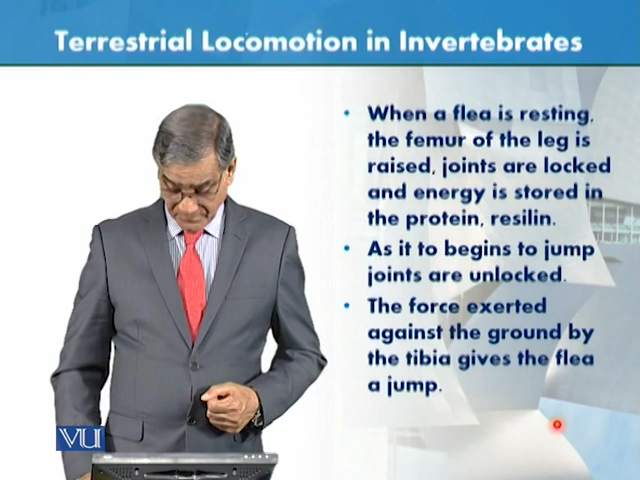 Terrestrial Locomotion in Invertebrates
• When a flea is resting,
the femur of the leg is
raised, joints are locked
and energy is stored in
the protein, resilin.
• As it to begins to jump
joints are unlocked.
• The force exerted
against the ground by
the tibia gives the flea
a jump.
VU